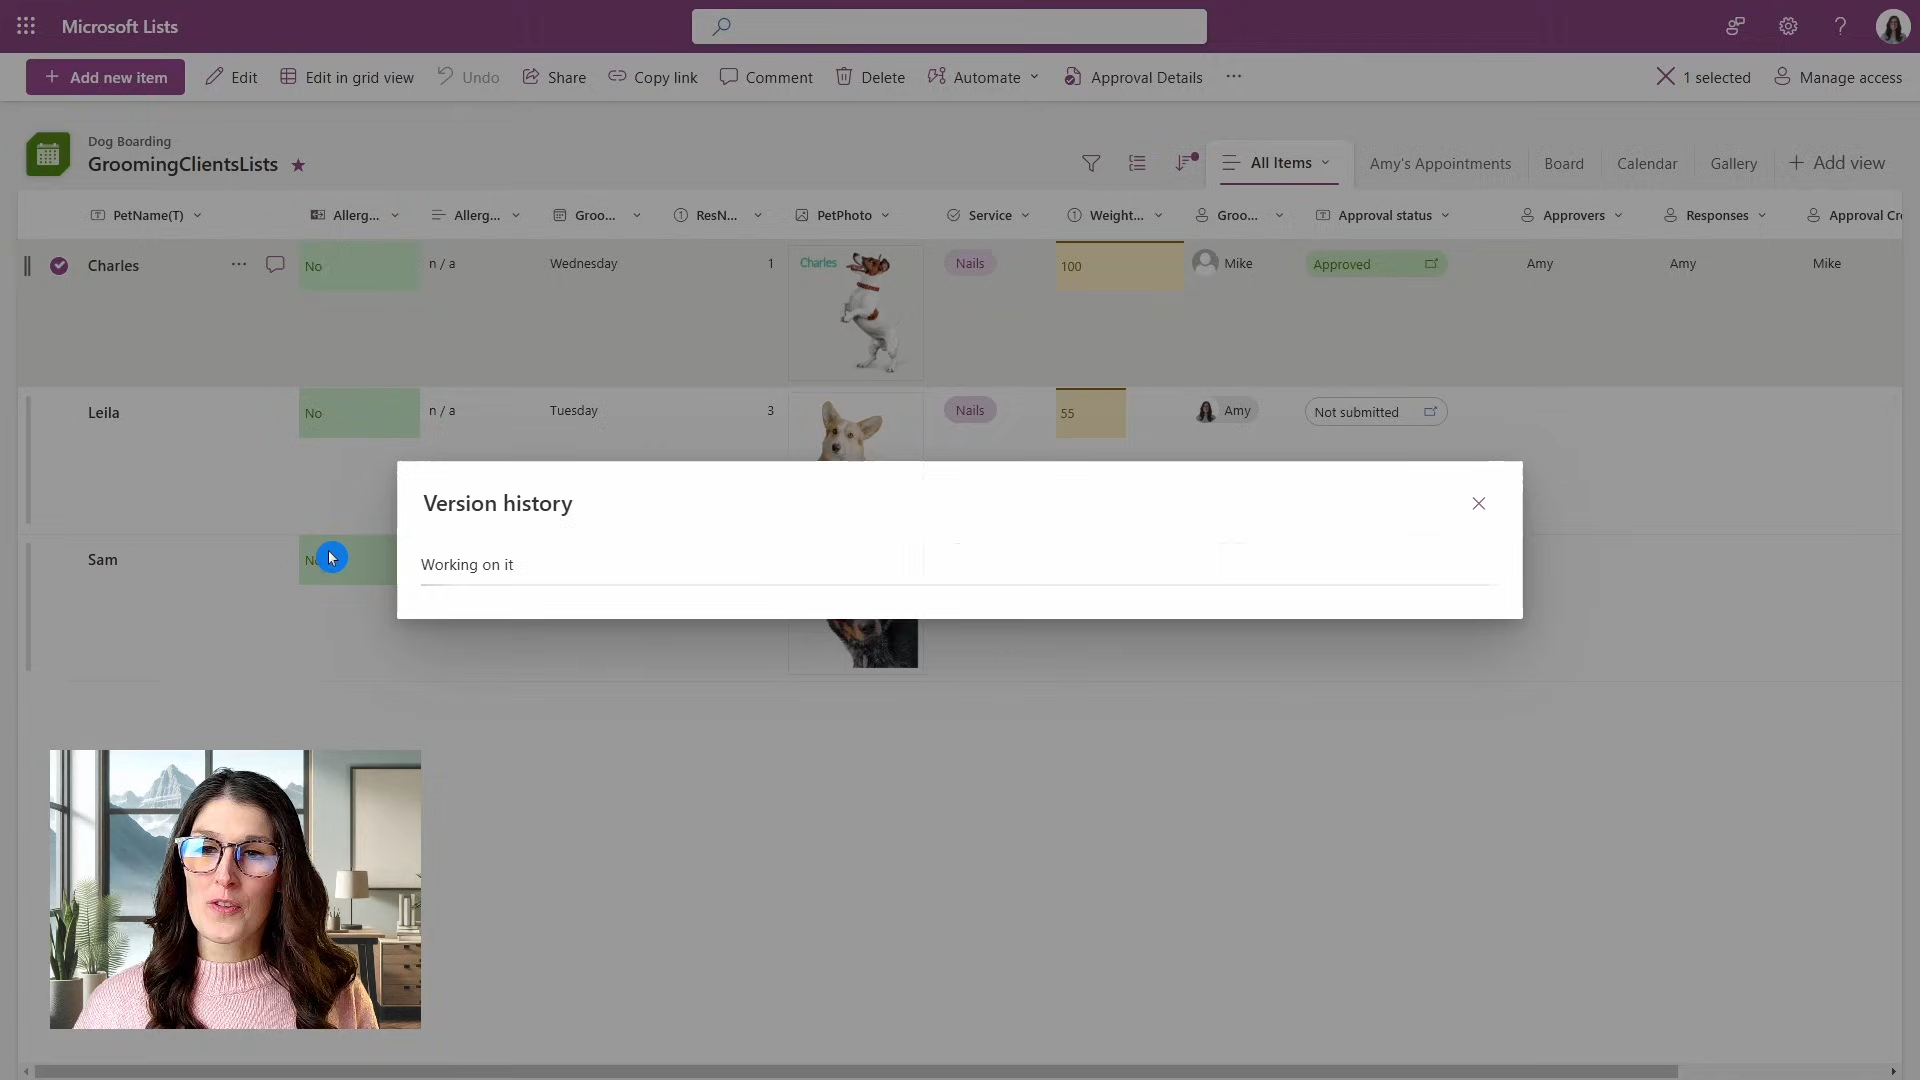 Microsoft Lists
Add new item
Edit
Edit in grid view
Undo
Share
Copy link
Comment
Delete
Automate
Approval Details
1 selected
Manage access
Dog Boarding
GroomingClientsLists
All Items
Amy's Appointments
Board
Calendar
Gallery
Add view
PetName(T)
Allerg...
Allerg...
Groo...
ResN...
PetPhoto
Service
Weight...
Groo...
Approval status
Approvers
Responses
Approval Cr
Charles
No
n / a
Wednesday
1
Charles
Nails
100
Mike
Approved
Amy
Amy
Mike
Leila
No
n / a
Tuesday
3
Nails
55
Amy
Not submitted
Version history
Sam
Working on it